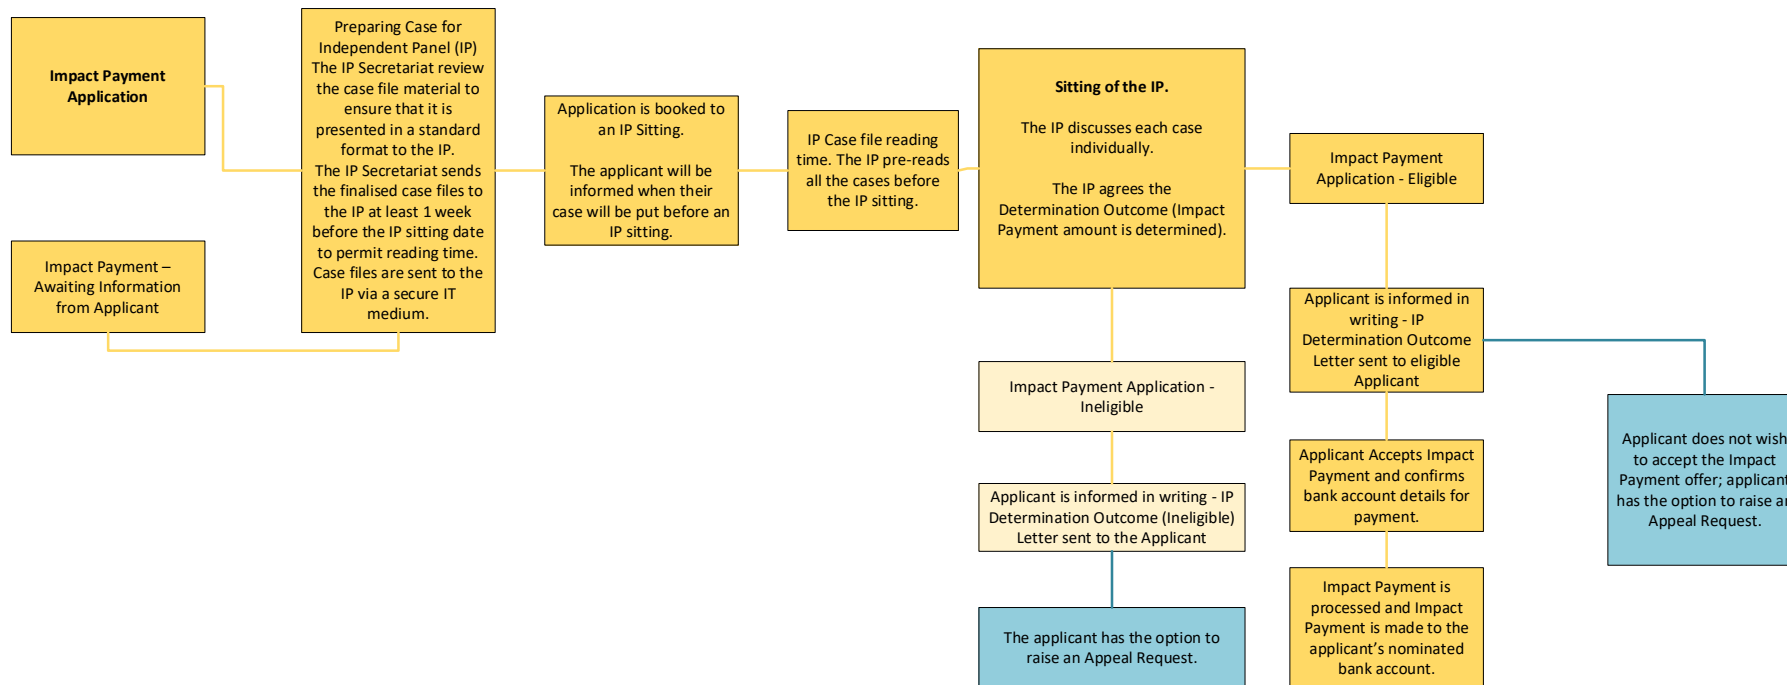 Impact Payment
Application
Impact Payment –
Awaiting Information
from Applicant
Preparing Case for
Independent Panel (IP)
The IP Secretariat review
the case file material to
ensure that it is
presented in a standard
format to the IP.
The IP Secretariat sends
the finalised case files to
the IP at least 1 week
before the IP sitting date
to permit reading time.
Case files are sent to the
IP via a secure IT
medium.
Application is booked to
an IP Sitting.
The applicant will be
informed when their
case will be put before an
IP sitting.
IP Case file reading
time. The IP pre-reads
all the cases before
the IP sitting.
Sitting of the IP.
The IP discusses each case
individually.
The IP agrees the
Determination Outcome (Impact
Payment amount is determined).
Impact Payment Application -
Ineligible
Applicant is informed in writing - IP
Determination Outcome (Ineligible)
Letter sent to the Applicant
The applicant has the option to
raise an Appeal Request.
Impact Payment
Application - Eligible
Applicant is informed in
writing - IP
Determination Outcome
Letter sent to eligible
Applicant
Applicant Accepts Impact
Payment and confirms
bank account details for
payment.
Impact Payment is
processed and Impact
Payment is made to the
applicant’s nominated
bank account.
Applicant does not wish
to accept the Impact
Payment offer; applicant
has the option to raise an
Appeal Request.